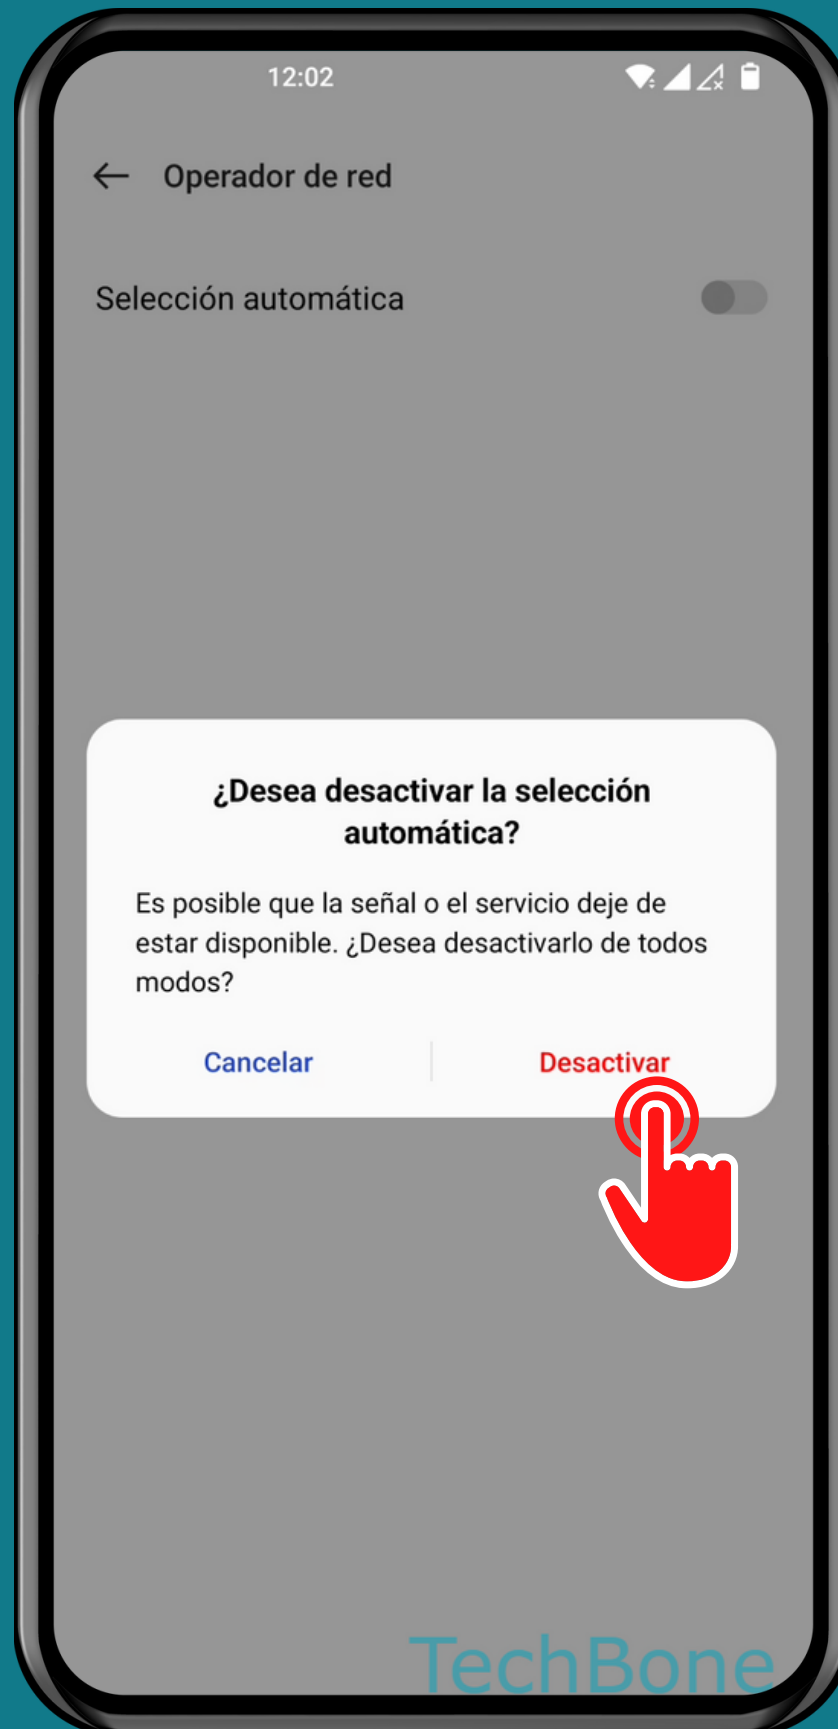 12:02
Operador de red
Selección automática
¿Desea desactivar la selección
automática?
Es posible que la señal o el servicio deje de
estar disponible. ¿Desea desactivarlo de todos
modos?
Cancelar
Desactivar
TechBone